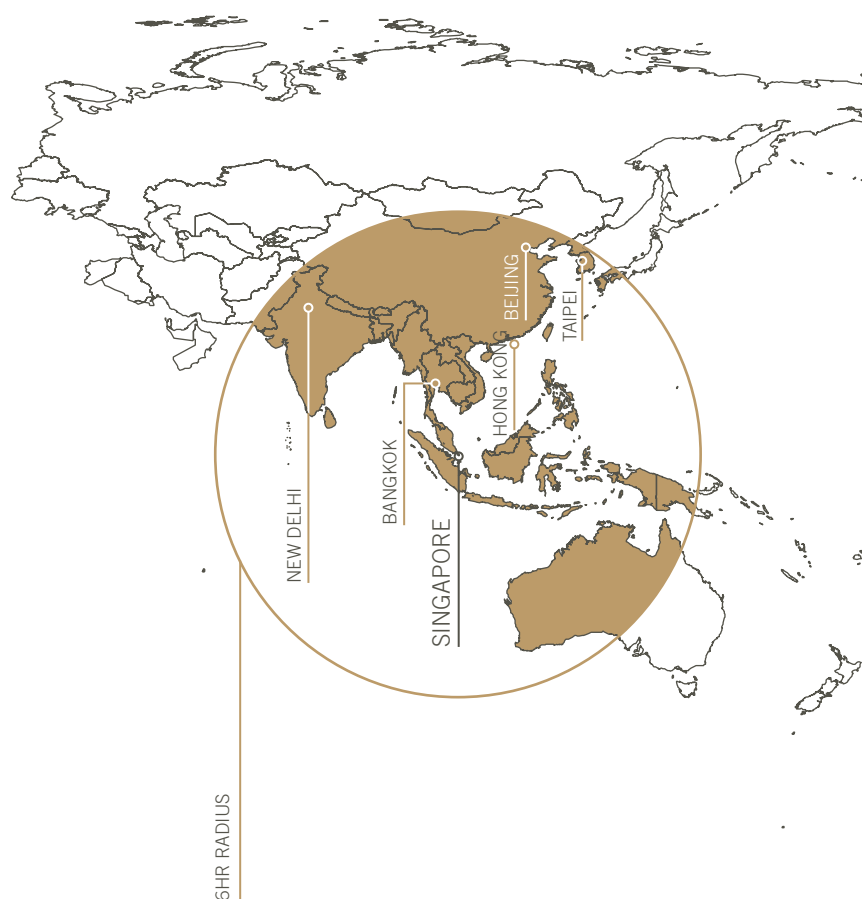 BEIJING
TAIPEI
HONG KONG
BANGKOK
NEW DELHI
SINGAPORE
6HR RADIUS